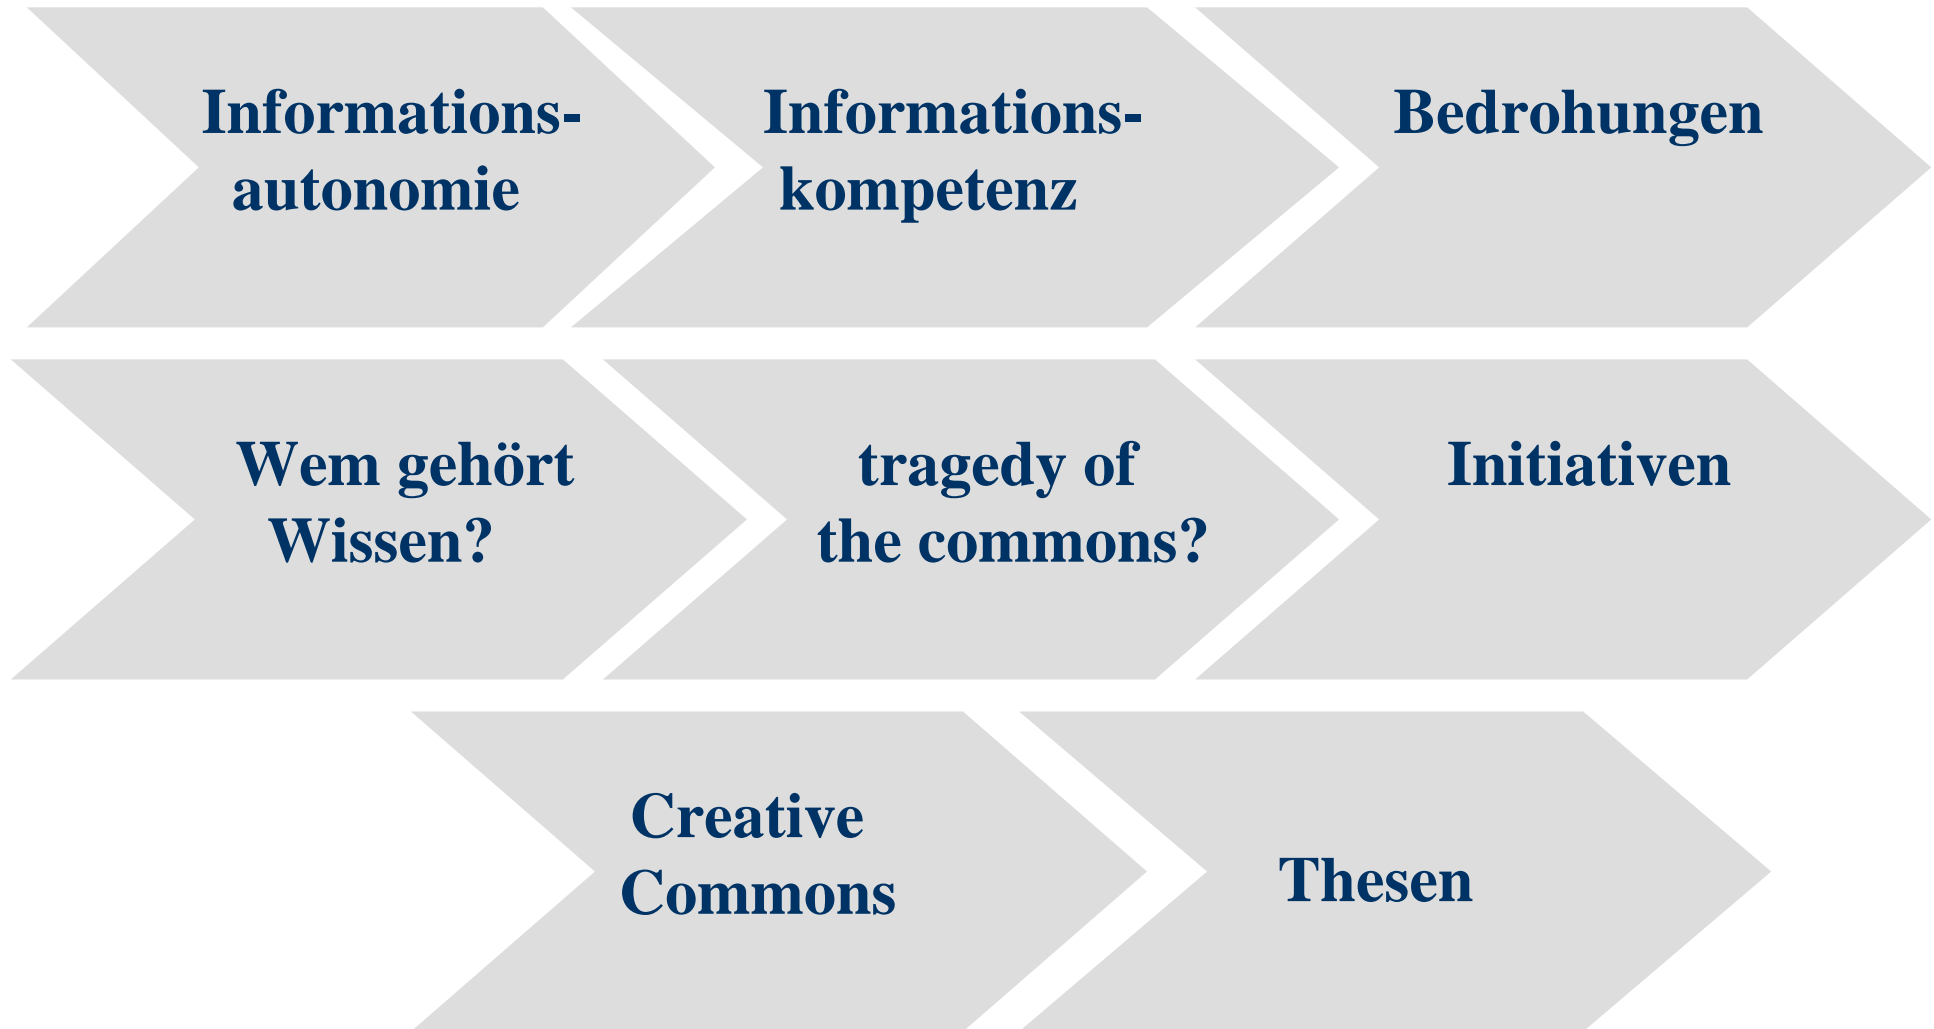 Informations-
autonomie
Informations-
kompetenz
Bedrohungen
Wem gehört
Wissen?
tragedy of
the commons?
Initiativen
Creative
Commons
Thesen